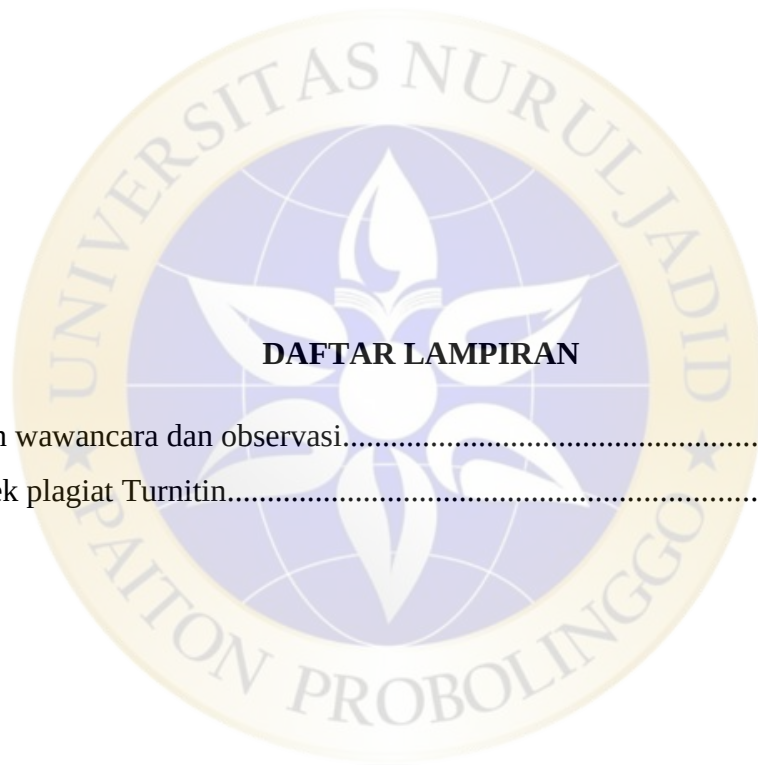 UNIVERSITAS NURUL JADID
DAFTAR LAMPIRAN
wawancara dan observasi................................................................
plagiat Turnitin................................................................................
PAITON PROBOLINGGO